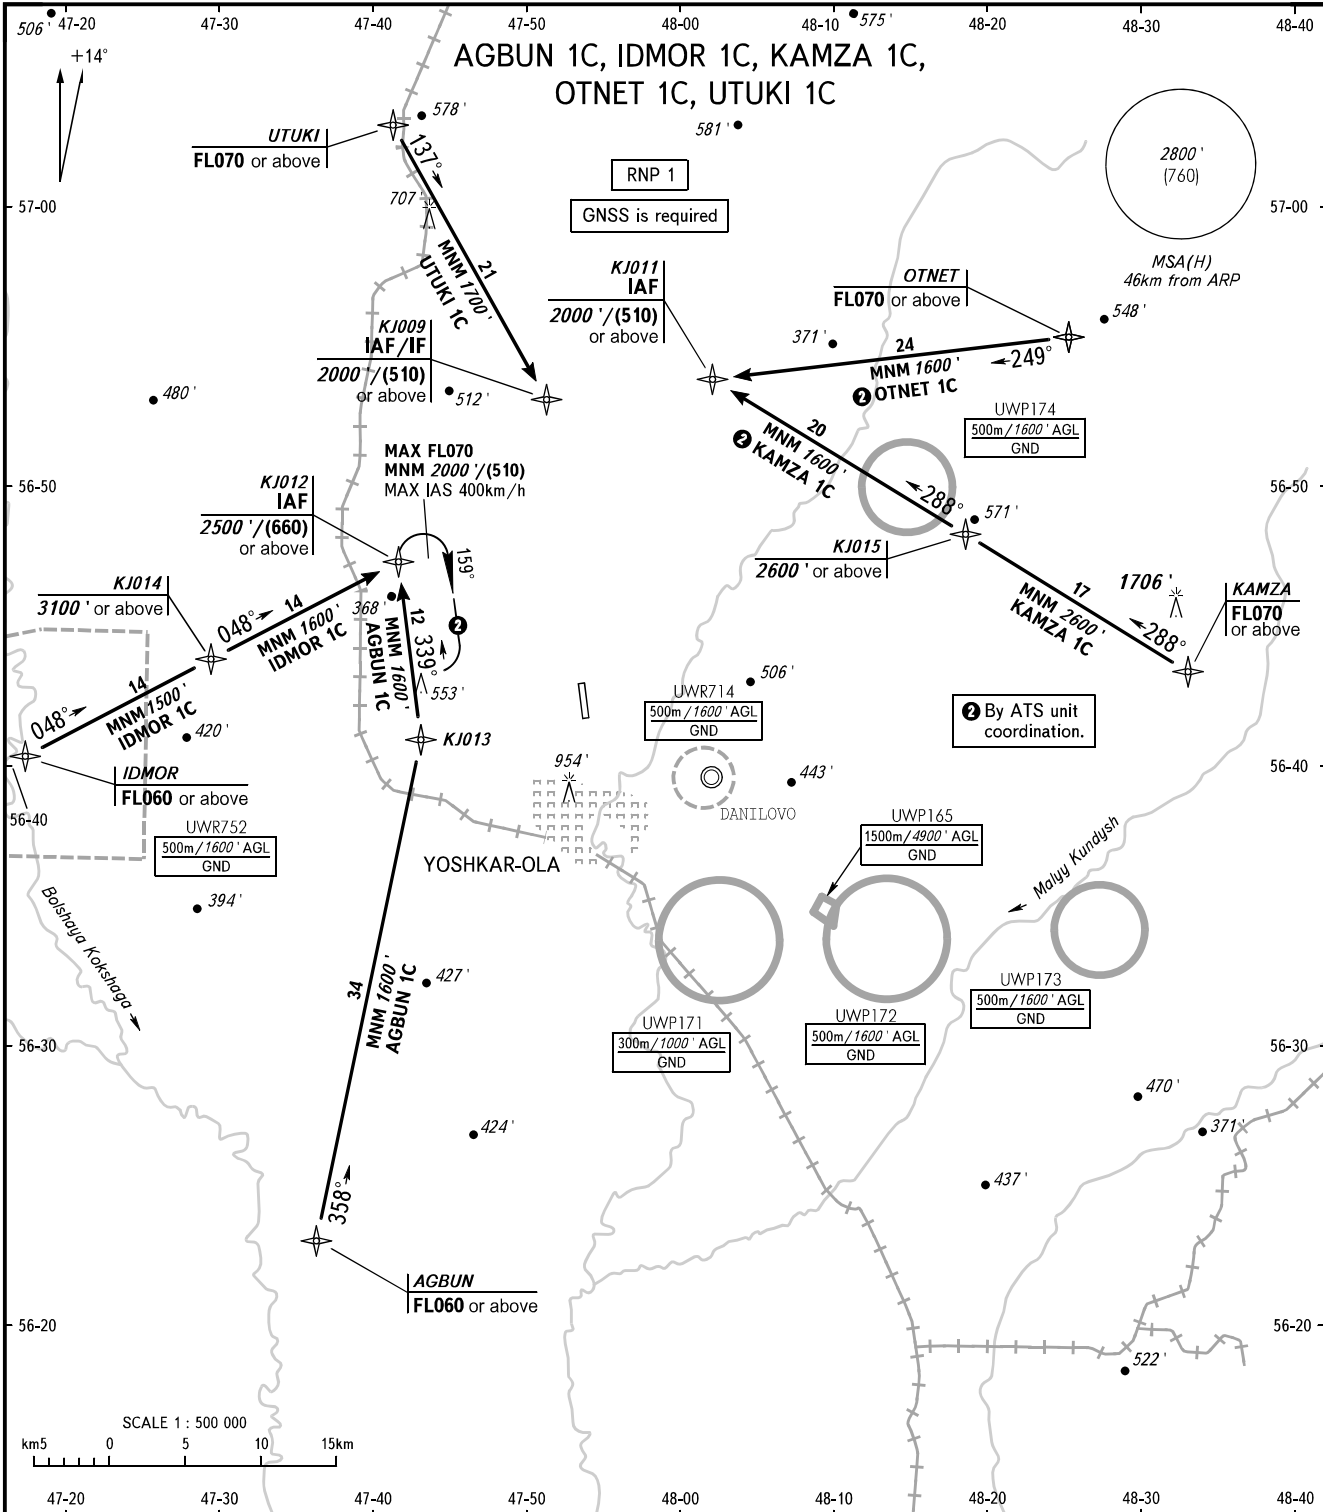 506'
47-20
47-30
47-40
47-50
48-00
48-10
575'
48-20
48-30
48-40
+14°
AGBUN 1C, IDMOR 1C, KAMZA 1C,
OTNET 1C, UTUKI 1C
578'
581'
UTUKI
FL070 or above
137°
RNP 1
GNSS is required
2800'
(760)
MSA(H)
46km from ARP
57-00
57-00
707'
21
MNM 1700'
UTUKI 1C
KJ011
IAF
2000'/(510)
or above
OTNET
FL070 or above
548'
KJ009
IAF/IF
2000'/(510)
or above
371'
24
249°
MNM 1600'
2 OTNET 1C
480'
512'
UWP174
500m/1600' AGL
GND
20
MNM 1600'
2 KAMZA 1C
288°
MAX FL070
MNM 2000'/(510)
MAX IAS 400km/h
56-50
56-50
KJ012
IAF
2500'/(660)
or above
571'
KJ015
2600' or above
159°
KJ014
3100' or above
048°
14
MNM 1600'
IDMOR 1C
368'
12
339°
MNM 1600'
AGBUN 1C
2
17
MNM 2600'
KAMZA 1C
288°
1706'
KAMZA
FL070
or above
048°
14
MNM 1500'
IDMOR 1C
553'
506'
UWR714
500m/1600' AGL
GND
2 By ATS unit
coordination.
420'
KJ013
IDMOR
FL060 or above
954'
443'
56-40
56-40
DANILOVO
UWR752
500m/1600' AGL
GND
UWP165
1500m/4900' AGL
GND
YOSHKAR-OLA
Malyy Kundysh
394'
Bolshaya Kokshaga
34
MNM 1600'
AGBUN 1C
427'
UWP171
300m/1000' AGL
GND
UWP172
500m/1600' AGL
GND
UWP173
500m/1600' AGL
GND
56-30
56-30
470'
371'
424'
437'
358°
AGBUN
FL060 or above
56-20
56-20
522'
SCALE 1 : 500 000
km5
0
5
10
15km
47-20
47-30
47-40
47-50
48-00
48-10
48-20
48-30
48-40